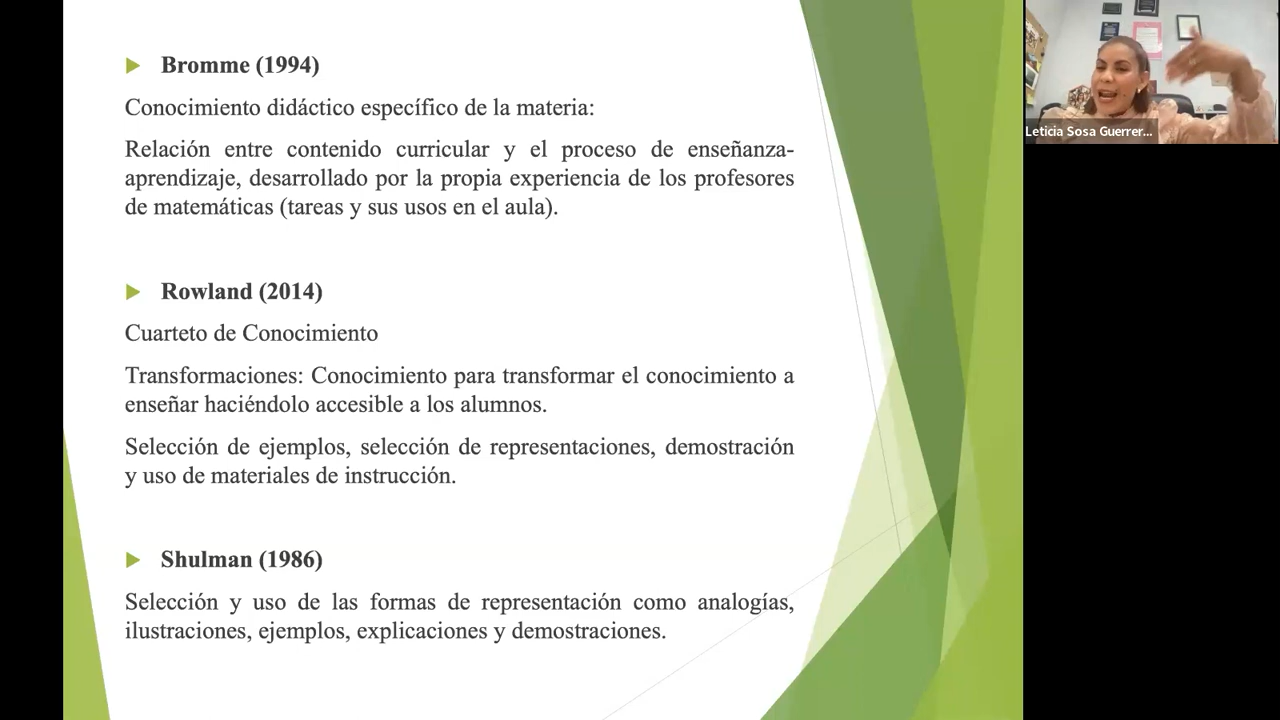 Bromme (1994)
Conocimiento didáctico específico de la materia:
Relación entre contenido curricular y el proceso de enseñanza-
aprendizaje, desarrollado por la propia experiencia de los profesores
de matemáticas (tareas y sus usos en el aula).
Rowland (2014)
Cuarteto de Conocimiento
Transformaciones: Conocimiento para transformar el conocimiento a
enseñar haciéndolo accesible a los alumnos.
Selección de ejemplos, selección de representaciones, demostración
y uso de materiales de instrucción.
Shulman (1986)
Selección y uso de las formas de representación como analogías,
ilustraciones, ejemplos, explicaciones y demostraciones.
Leticia Sosa Guerrer...